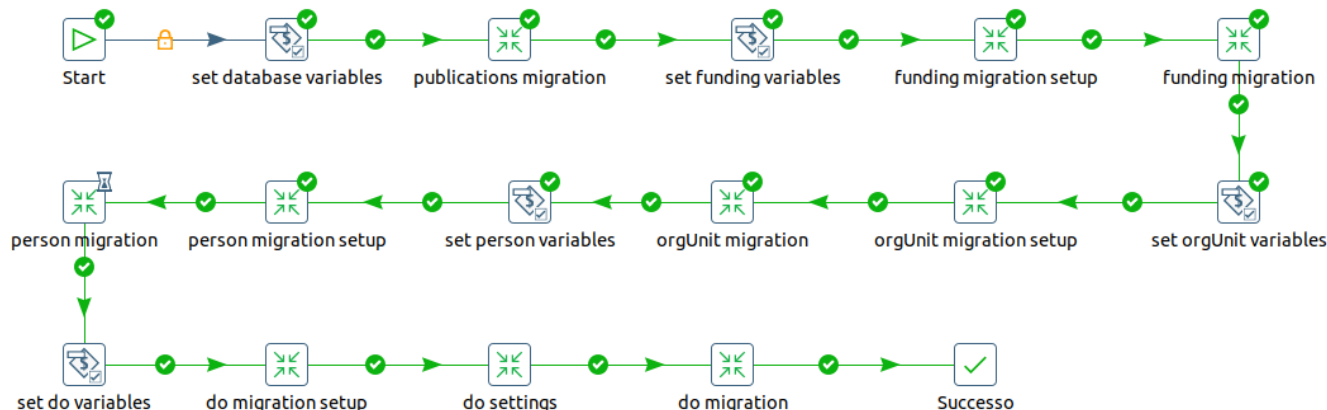 Start
set database variables
publications migration
set funding variables
funding migration setup
funding migration
person migration
person migration setup
set person variables
orgUnit migration
orgUnit migration setup
set orgUnit variables
set do variables
do migration setup
do settings
do migration
Successo